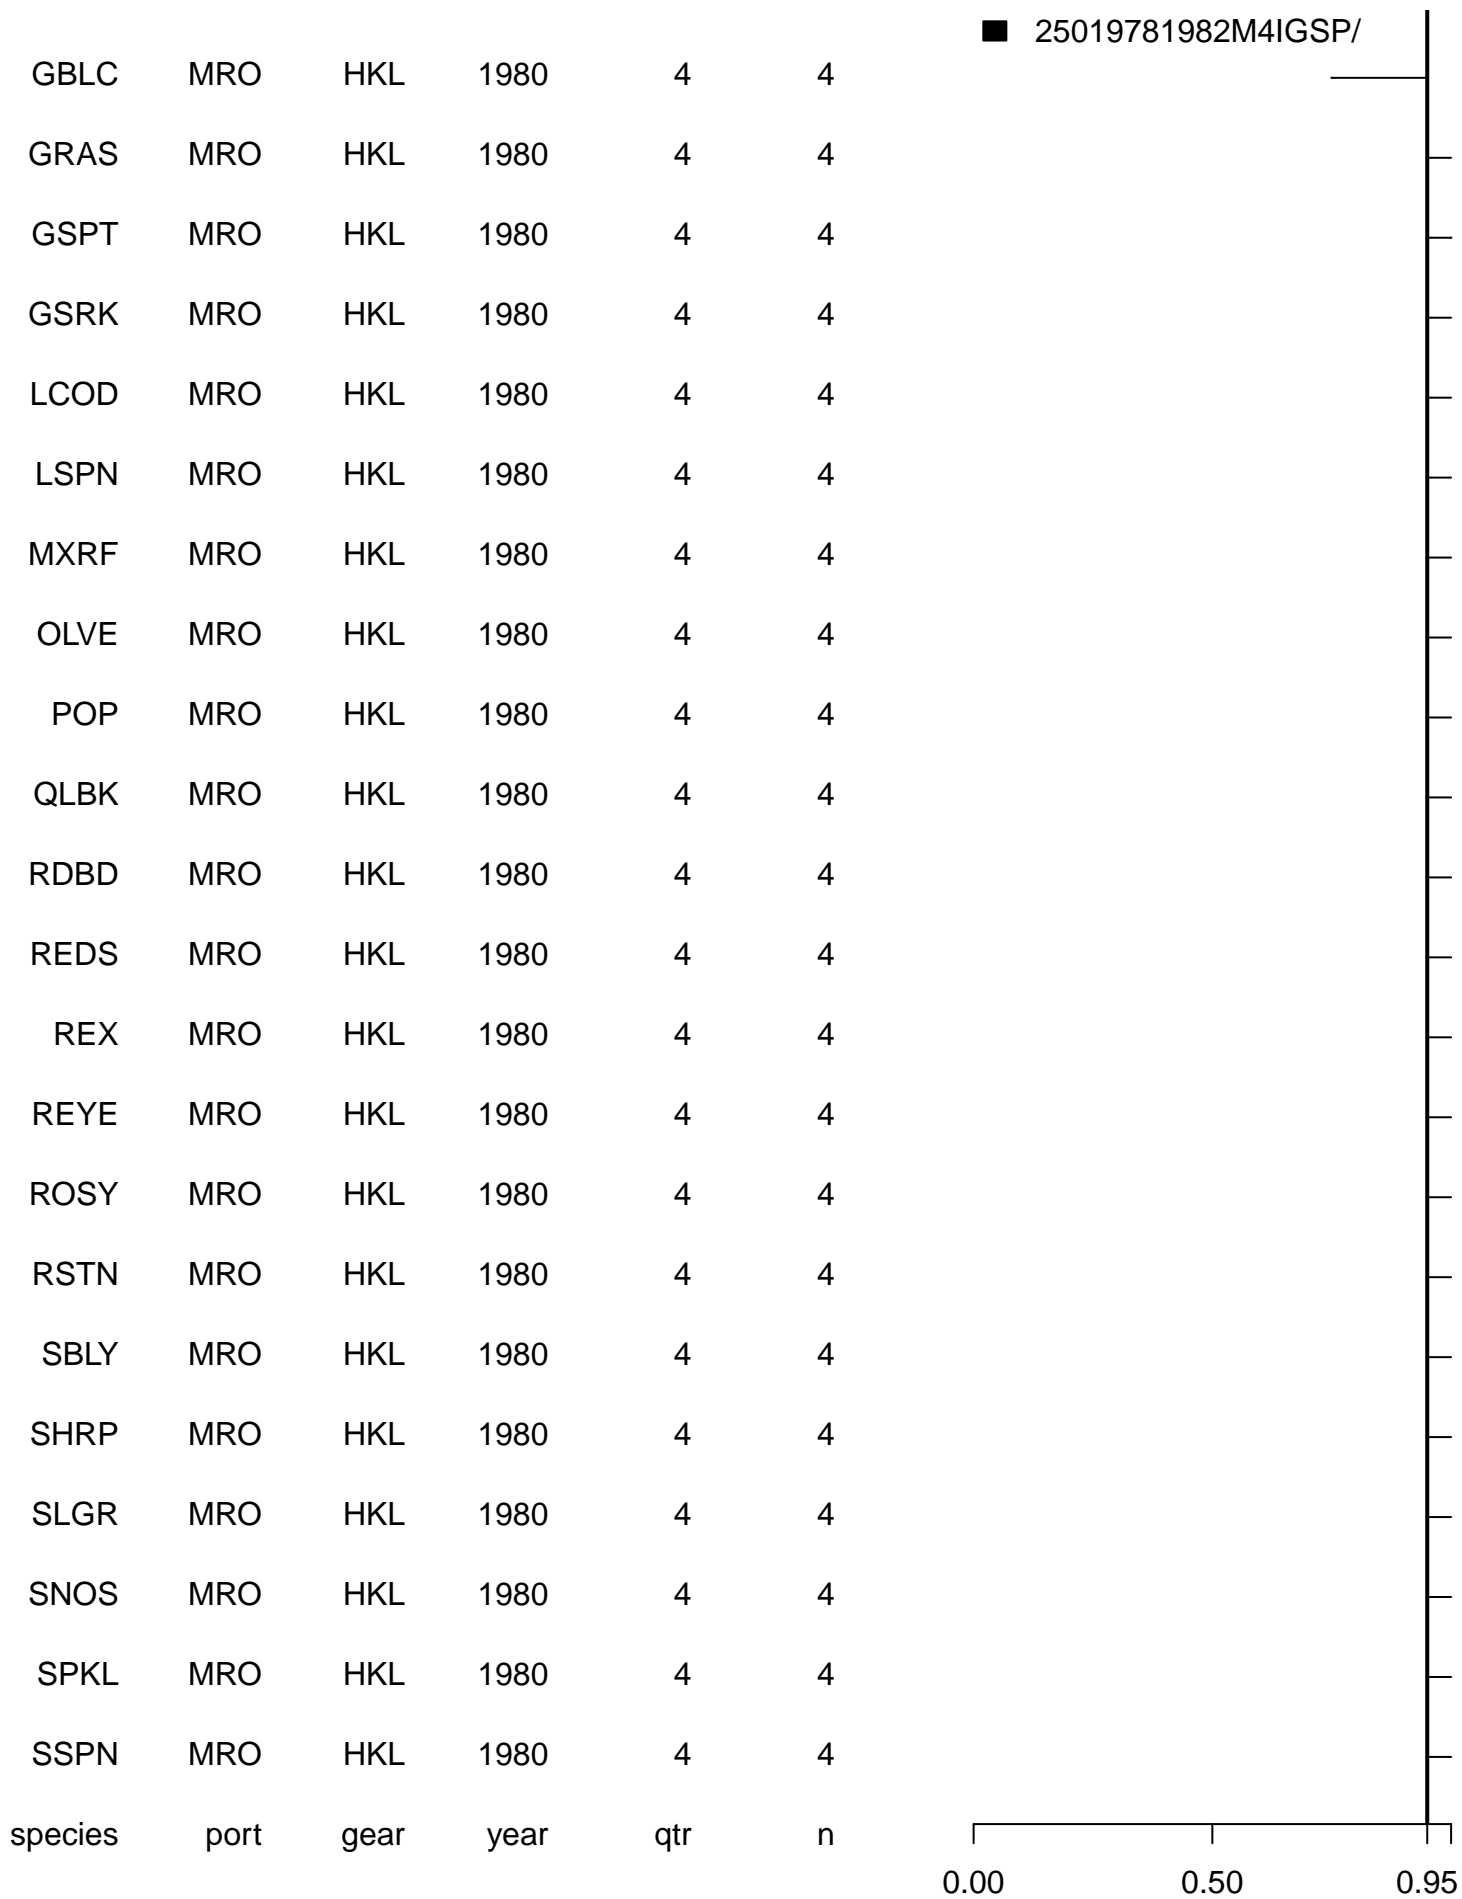 25019781982M4IGSP/
GBLC MRO HKL 1980 4 4
GRAS MRO HKL 1980 4 4
GSPT MRO HKL 1980 4 4
GSRK MRO HKL 1980 4 4
LCOD MRO HKL 1980 4 4
LSPN MRO HKL 1980 4 4
MXRF MRO HKL 1980 4 4
OLVE MRO HKL 1980 4 4
POP MRO HKL 1980 4 4
QLBK MRO HKL 1980 4 4
RDBD MRO HKL 1980 4 4
REDS MRO HKL 1980 4 4
REX MRO HKL 1980 4 4
REYE MRO HKL 1980 4 4
ROSY MRO HKL 1980 4 4
RSTN MRO HKL 1980 4 4
SBLY MRO HKL 1980 4 4
SHRP MRO HKL 1980 4 4
SLGR MRO HKL 1980 4 4
SNOS MRO HKL 1980 4 4
SPKL MRO HKL 1980 4 4
SSPN MRO HKL 1980 4 4
species port gear year qtr n
0.00 0.50 0.95